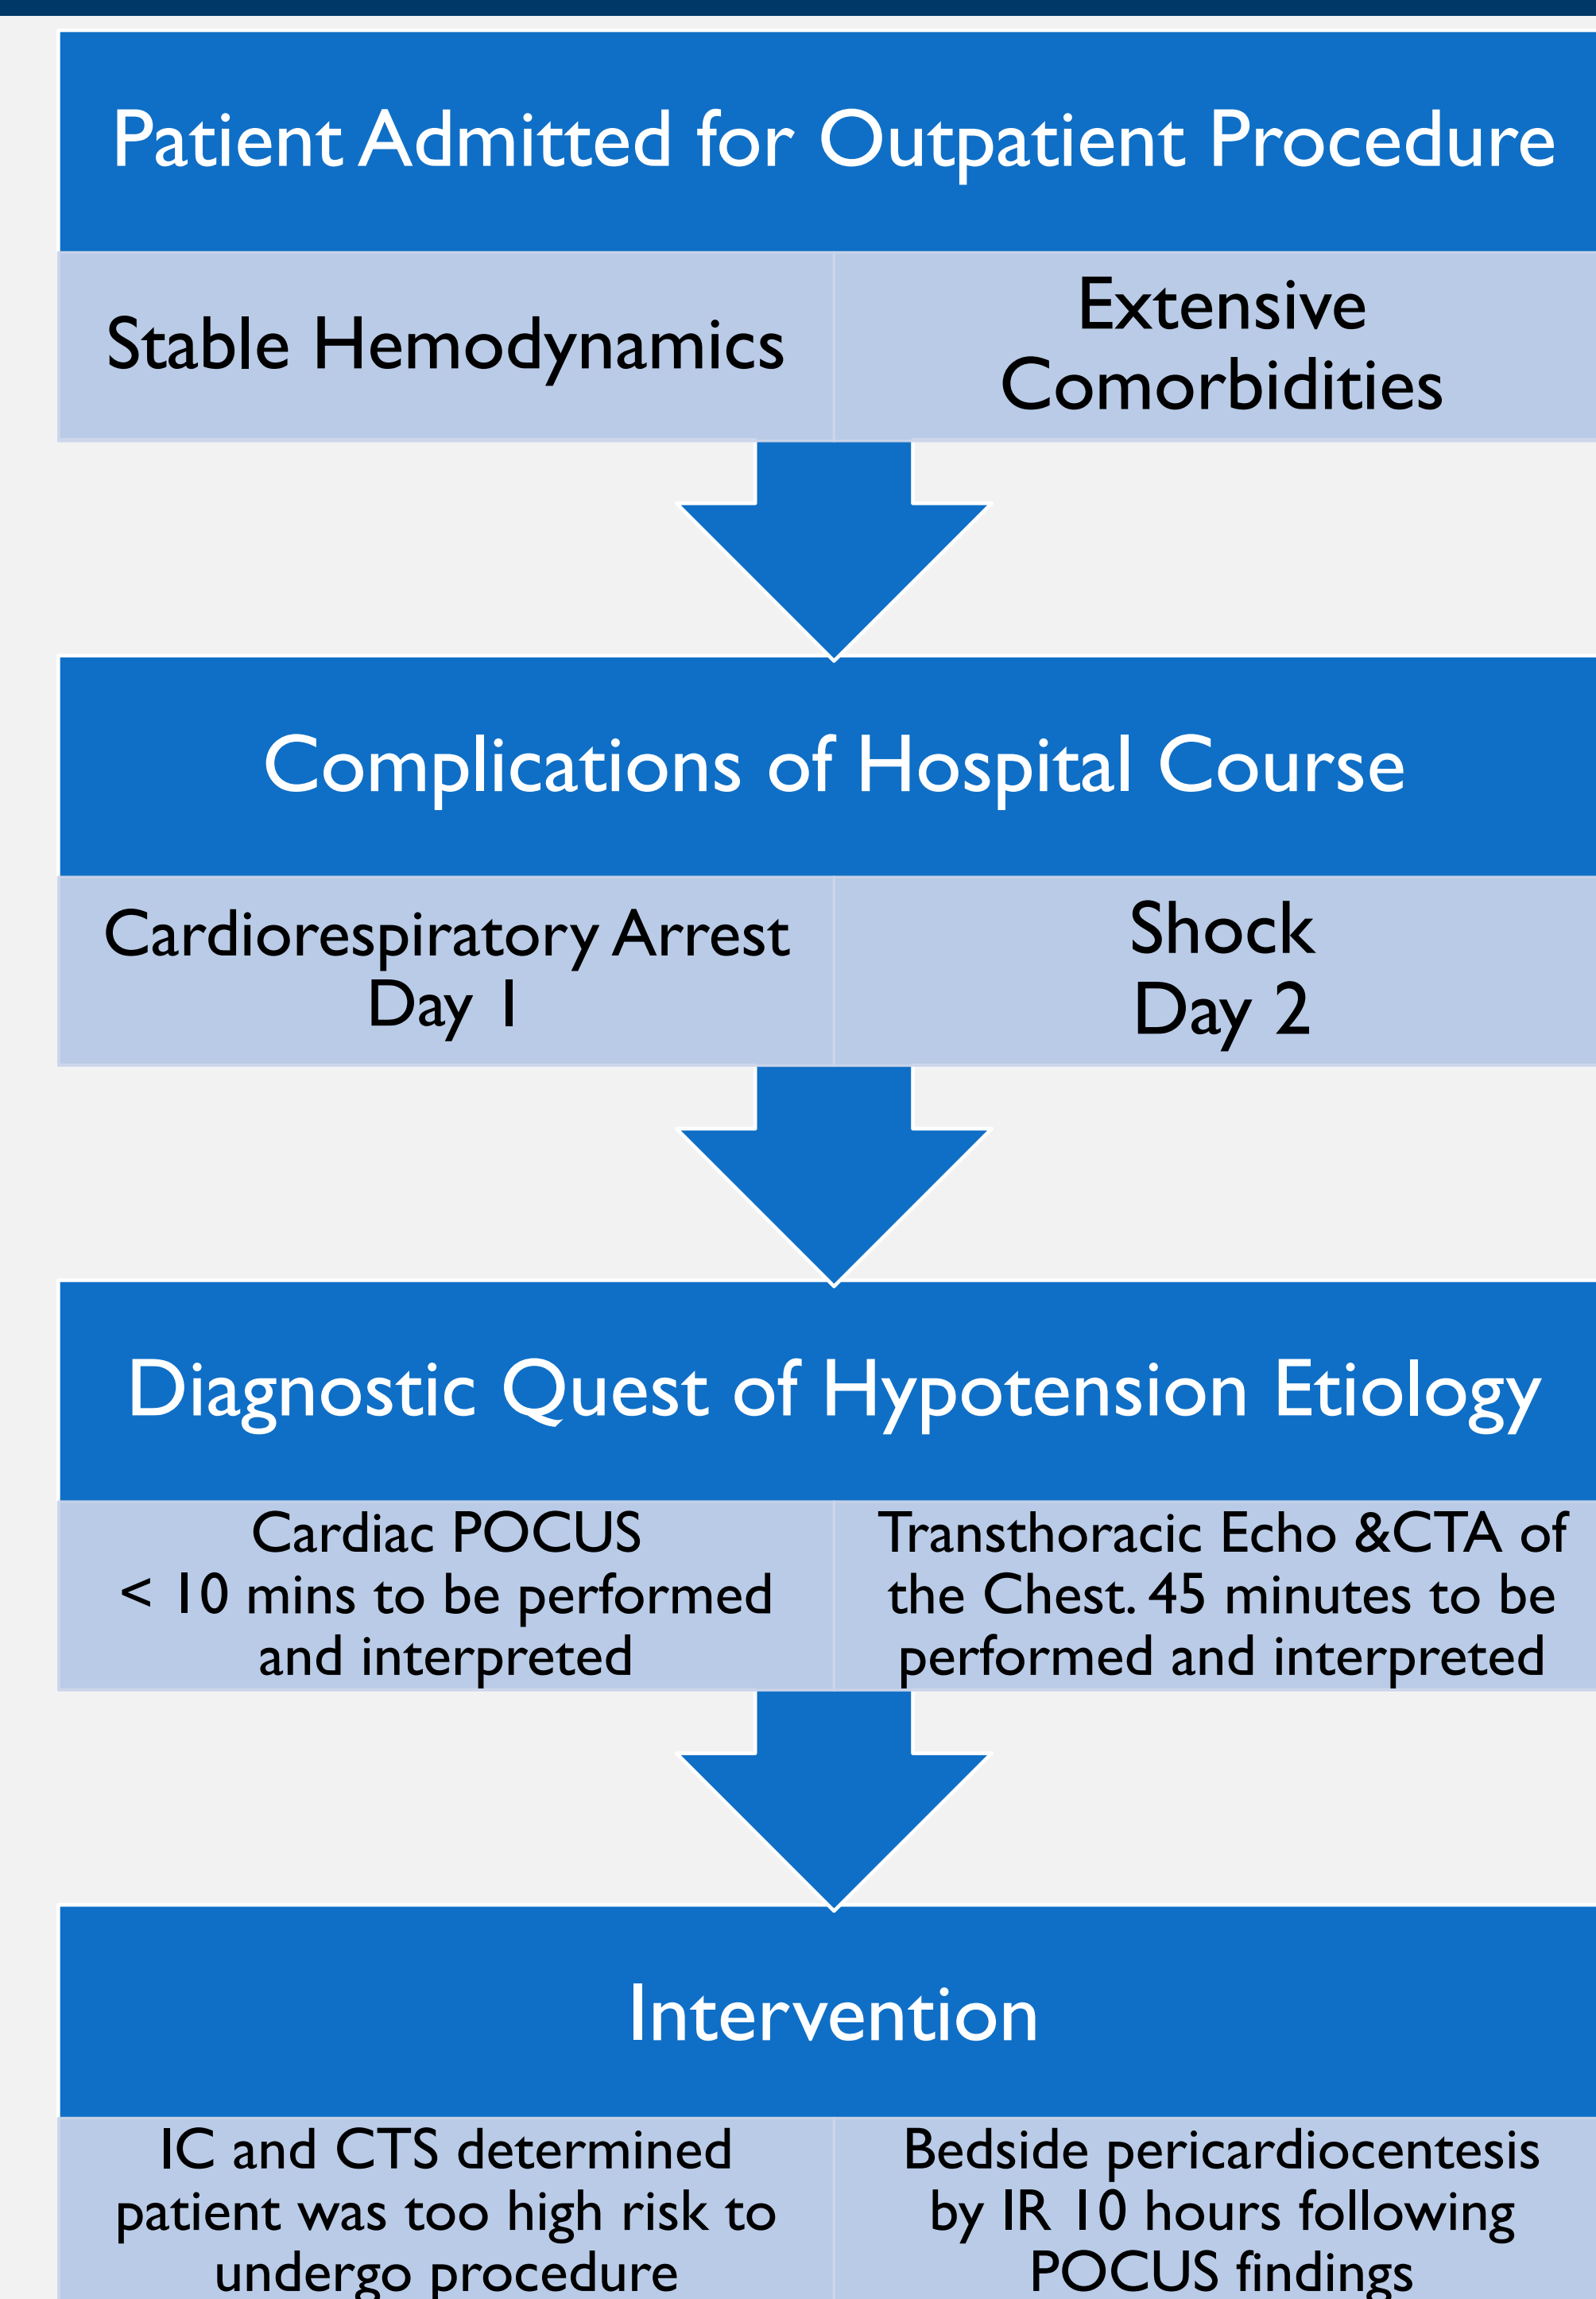 Patient Admitted for Outpatient Procedure
Stable Hemodynamics
Extensive
Comorbidities
Complications of Hospital Course
Cardiorespiratory Arrest
Day 1
Shock
Day 2
Diagnostic Quest of Hypotension Etiology
Cardiac POCUS
< 10 mins to be performed
and interpreted
Transthoracic Echo &CTA of
the Chest. 45 minutes to be
performed and interpreted
Intervention
IC and CTS determined
patient was too high risk to
undergo procedure
Bedside pericardiocentesis
by IR 10 hours following
POCUS findings